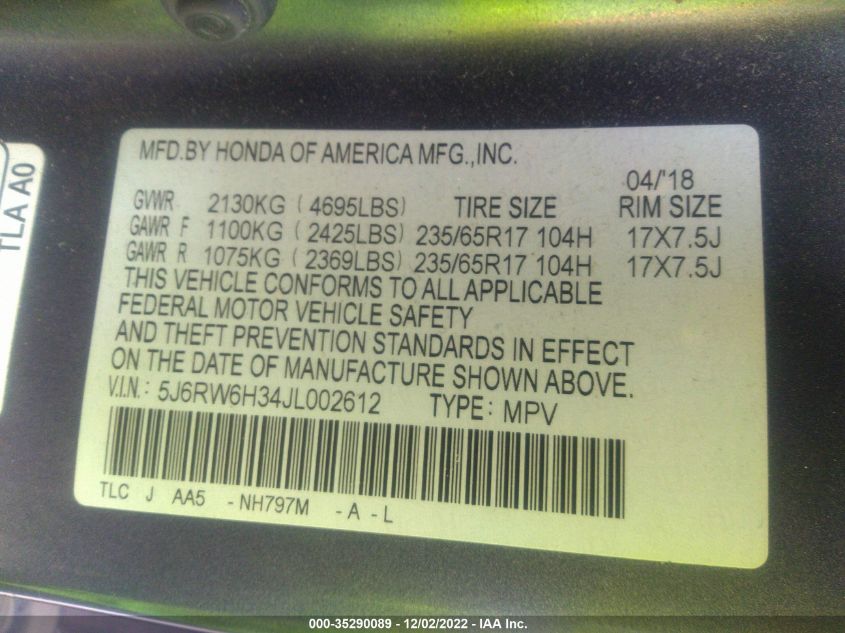 TLA A0
MFD.BY HONDA OF AMERICA MFG.,INC.
04/'18
GVWR 2130KG ( 4695LBS) TIRE SIZE RIM SIZE
GAWR F 1100KG ( 2425LBS) 235/65R17 104H 17X7.5J
GAWR R 1075KG ( 2369LBS) 235/65R17 104H 17X7.5J
THIS VEHICLE CONFORMS TO ALL APPLICABLE
FEDERAL MOTOR VEHICLE SAFETY
AND THEFT PREVENTION STANDARDS IN EFFECT
ON THE DATE OF MANUFACTURE SHOWN ABOVE.
V.I.N.: 5J6RW6H34JL002612 TYPE: MPV
TLC J AA5 - NH797M - A - L
000-35290089 - 12/02/2022 - IAA Inc.